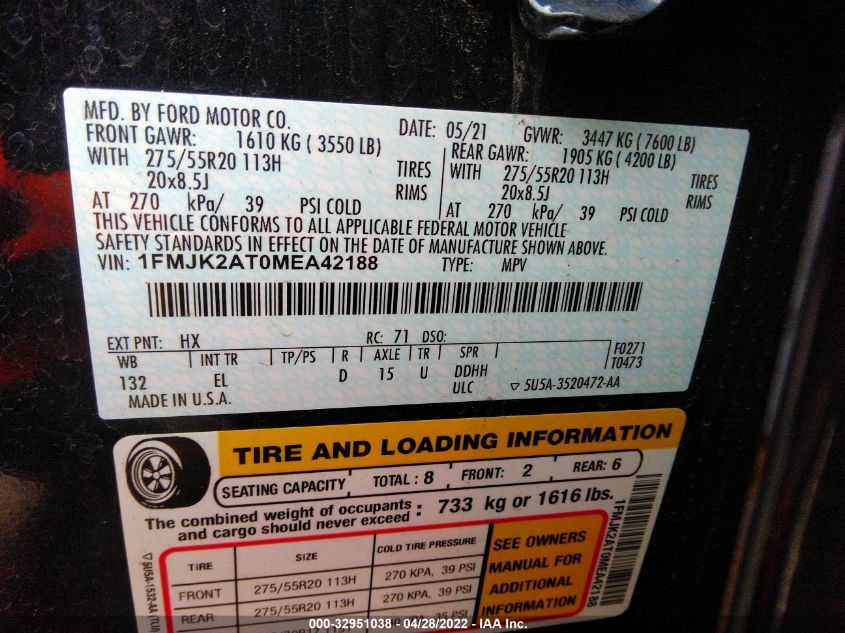 MFD. BY FORD MOTOR CO.
DATE: 05/21 GVWR: 3447 KG (7600 LB)
FRONT GAWR: 1610 KG (3550 LB)
REAR GAWR: 1905 KG (4200 LB)
WITH 275/55R20 113H TIRES
WITH 275/55R20 113H TIRES
20x8.5J RIMS
20x8.5J RIMS
AT 270 kPa/ 39 PSI COLD
AT 270 kPa/ 39 PSI COLD
THIS VEHICLE CONFORMS TO ALL APPLICABLE FEDERAL MOTOR VEHICLE
SAFETY STANDARDS IN EFFECT ON THE DATE OF MANUFACTURE SHOWN ABOVE.
VIN: 1FMJK2AT0MEA42188 TYPE: MPV
EXT PNT: HX RC: 71 DSO:
WB INT TR TP/PS R AXLE TR SPR
F0271
T0473
132 EL D 15 U DDHH
ULC
5U5A-3520472-AA
MADE IN U.S.A.
TIRE AND LOADING INFORMATION
SEATING CAPACITY TOTAL: 8 FRONT: 2 REAR: 6
The combined weight of occupants
and cargo should never exceed : 733 kg or 1616 lbs.
TIRE SIZE COLD TIRE PRESSURE
FRONT 275/55R20 113H 270 KPA, 39 PSI
REAR 275/55R20 113H 270 KPA, 39 PSI
35 PSI
SEE OWNERS
MANUAL FOR
ADDITIONAL
INFORMATION
1FMJK2AT0MEA42188
5U5A-1532-AA (TLU)
000-32951038 - 04/28/2022 - IAA Inc.